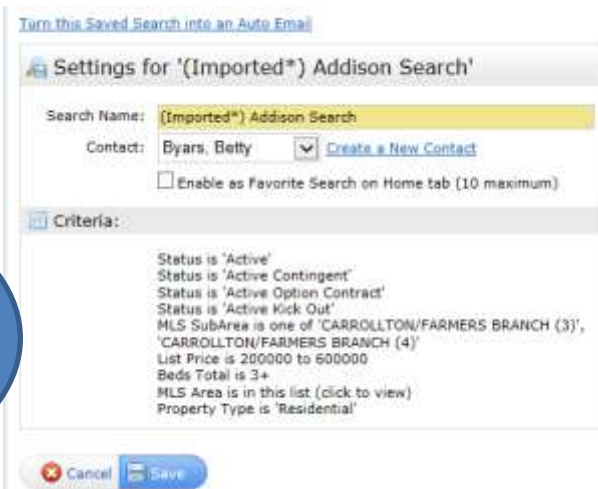 Turn this Saved Search into an Auto Email
Settings for '(Imported*) Addison Search'
Search Name: (Imported*) Addison Search
Contact: Byars, Betty Create a New Contact
Enable as Favorite Search on Home tab (10 maximum)
Criteria:
Status is 'Active'
Status is 'Active Contingent'
Status is 'Active Option Contract'
Status is 'Active Kick Out'
MLS SubArea is one of 'CARROLLTON/FARMERS BRANCH (3)',
'CARROLLTON/FARMERS BRANCH (4)'
List Price is 200000 to 600000
Beds Total is 3+
MLS Area is in this list (click to view)
Property Type is 'Residential'
Cancel Save